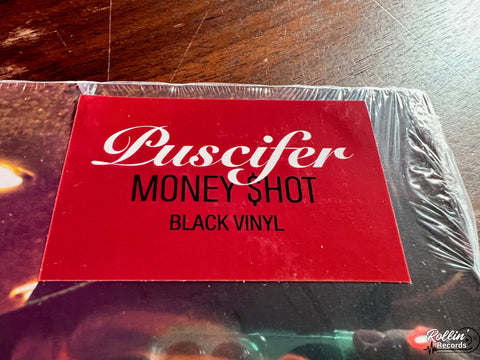 Puscifer
MONEY $HOT
BLACK VINYL
Rollin'
Records